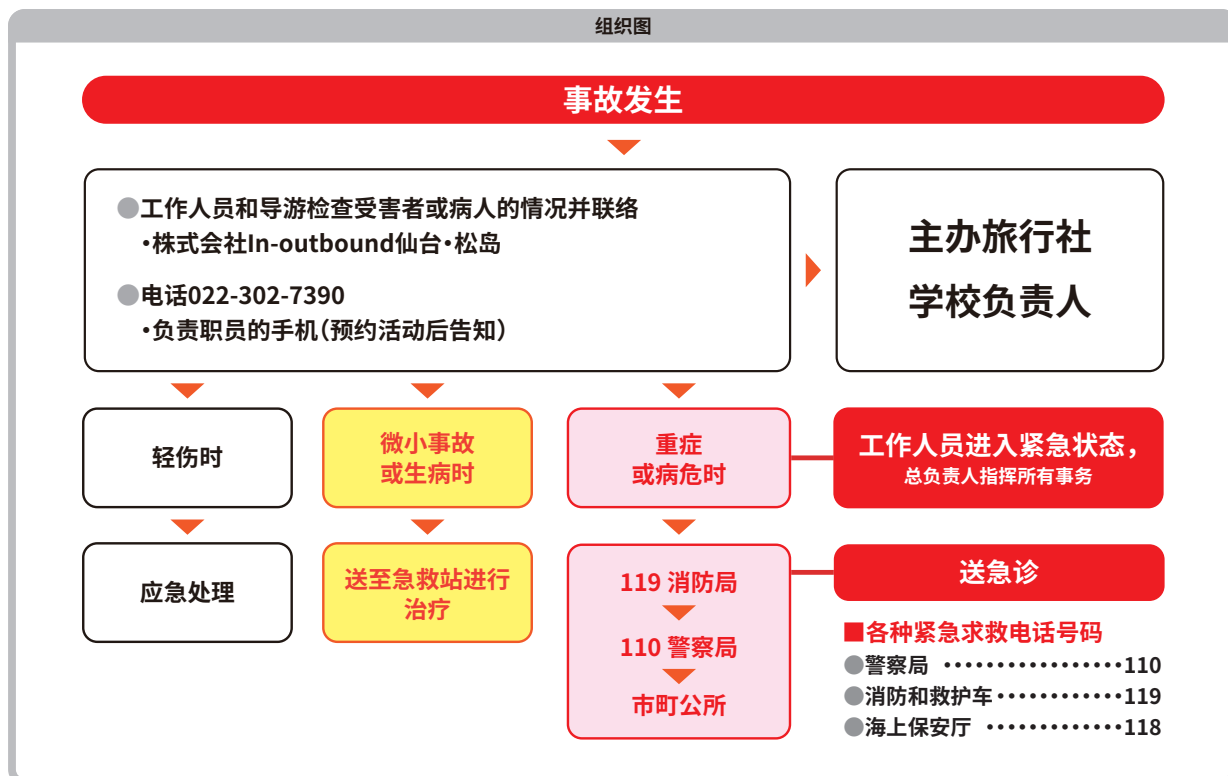 组织图
事故发生
●工作人员和导游检查受害者或病人的情况并联络
・株式会社In-outbound仙台・松岛
●电话022-302-7390
・负责职员的手机（预约活动后告知）
主办旅行社
学校负责人
轻伤时
微小事故
或生病时
重症
或病危时
工作人员进入紧急状态，
总负责人指挥所有事务
应急处理
送至急救站进行
治疗
119 消防局
110 警察局
市町公所
送急诊
■各种紧急求救电话号码
●警察局 ・・・・・・・・・・・・・・・・・110
●消防和救护车・・・・・・・・・・・・119
●海上保安厅 ・・・・・・・・・・・・・118